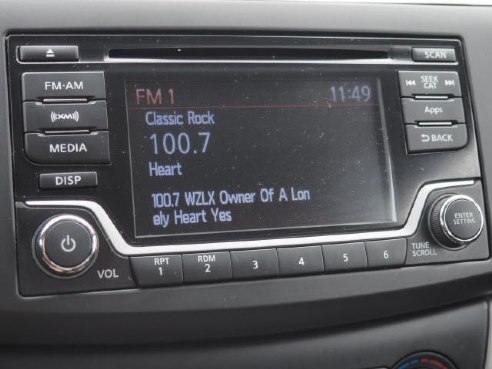 SCAN
FM·AM
FM 1 11:49
SEEK
CAT
Classic Rock
(XM)
100.7
Apps
MEDIA
BACK
Heart
DISP
100.7 WZLX Owner Of A Lon
ely Heart Yes
ENTER
SETTING
VOL
RPT
1
RDM
2
3
4
5
6
TUNE
SCROLL